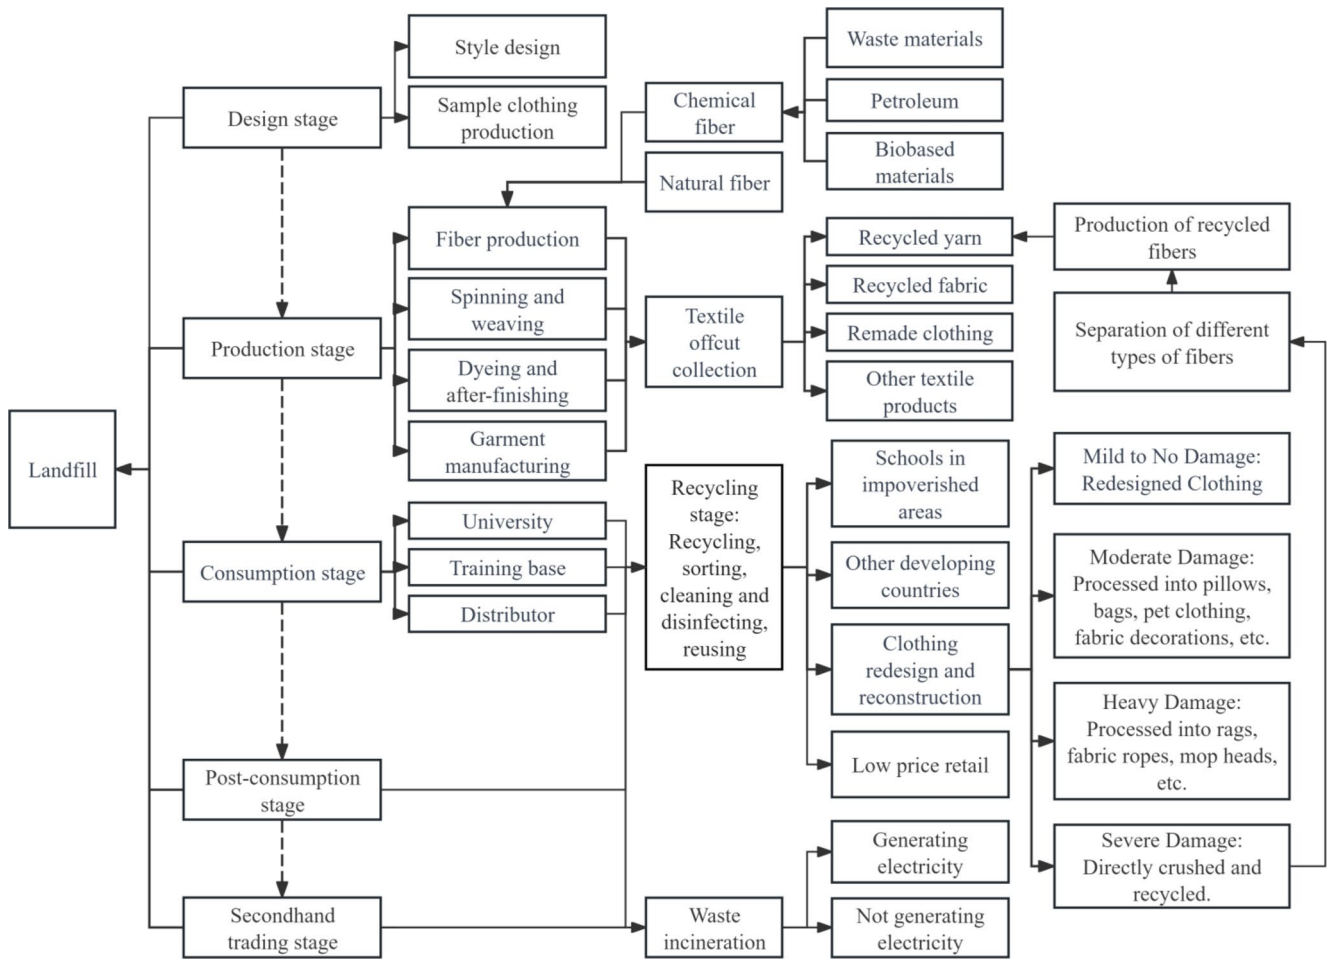 Style design
Design stage
Sample clothing
production
Chemical
fiber
Natural fiber
Waste materials
Petroleum
Biobased
materials
Fiber production
Spinning and
weaving
Production stage
Dyeing and
after-finishing
Garment
manufacturing
Textile
offcut
collection
Recycled yarn
Recycled fabric
Remade clothing
Other textile
products
Production of recycled
fibers
Separation of different
types of fibers
Landfill
University
Consumption stage
Training base
Distributor
Recycling
stage:
Recycling,
sorting,
cleaning and
disinfecting,
reusing
Schools in
impoverished
areas
Other developing
countries
Clothing
redesign and
reconstruction
Low price retail
Mild to No Damage:
Redesigned Clothing
Moderate Damage:
Processed into pillows,
bags, pet clothing,
fabric decorations, etc.
Heavy Damage:
Processed into rags,
fabric ropes, mop heads,
etc.
Severe Damage:
Directly crushed and
recycled.
Post-consumption
stage
Secondhand
trading stage
Waste
incineration
Generating
electricity
Not generating
electricity